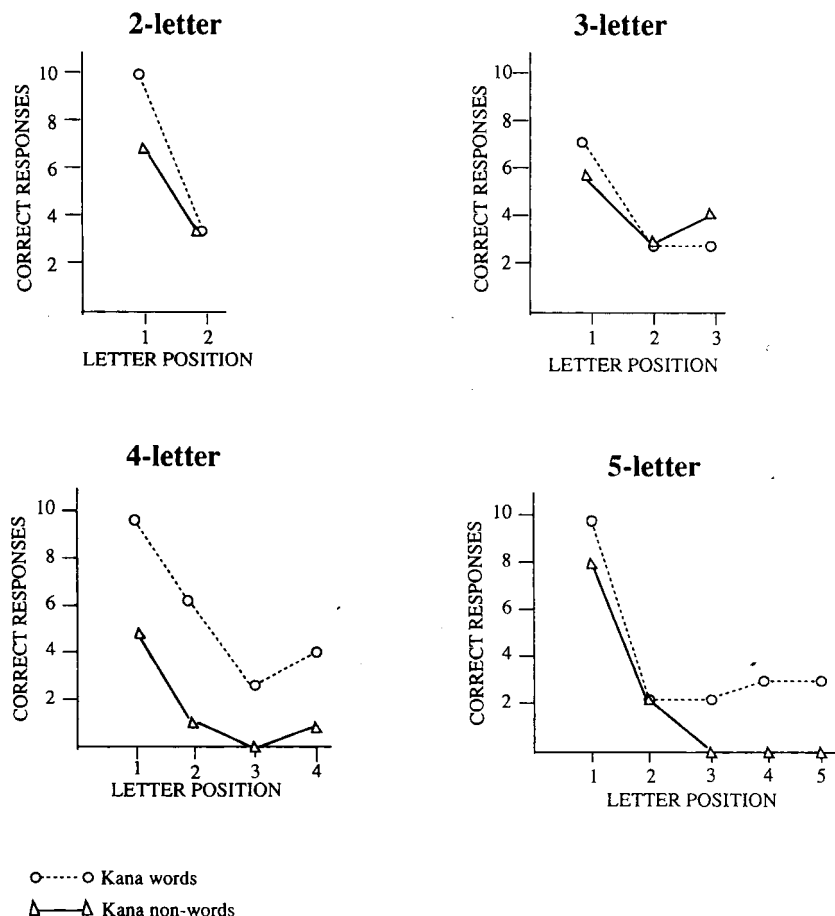 2-letter
CORRECT RESPONSES
10
8
6
4
2
1 2
LETTER POSITION
3-letter
CORRECT RESPONSES
10
8
6
4
2
1 2 3
LETTER POSITION
4-letter
CORRECT RESPONSES
10
8
6
4
2
1 2 3 4
LETTER POSITION
5-letter
CORRECT RESPONSES
10
8
6
4
2
1 2 3 4 5
LETTER POSITION
Kana words
Kana non-words